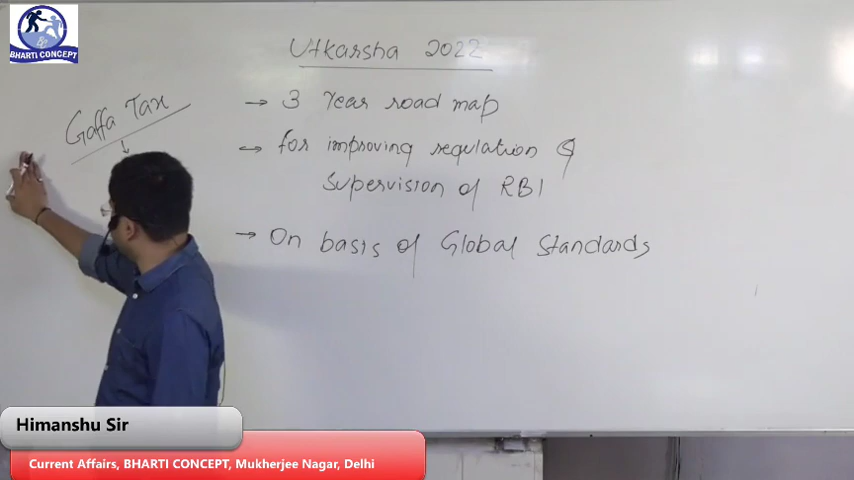 BHARTI CONCEPT
Utkarsha 2022
→ 3 Year road map
Gaffa Tax
→ for improving regulation &
Supervision of RBI
→ On basis of Global Standards
Himanshu Sir
Current Affairs, BHARTI CONCEPT, Mukherjee Nagar, Delhi